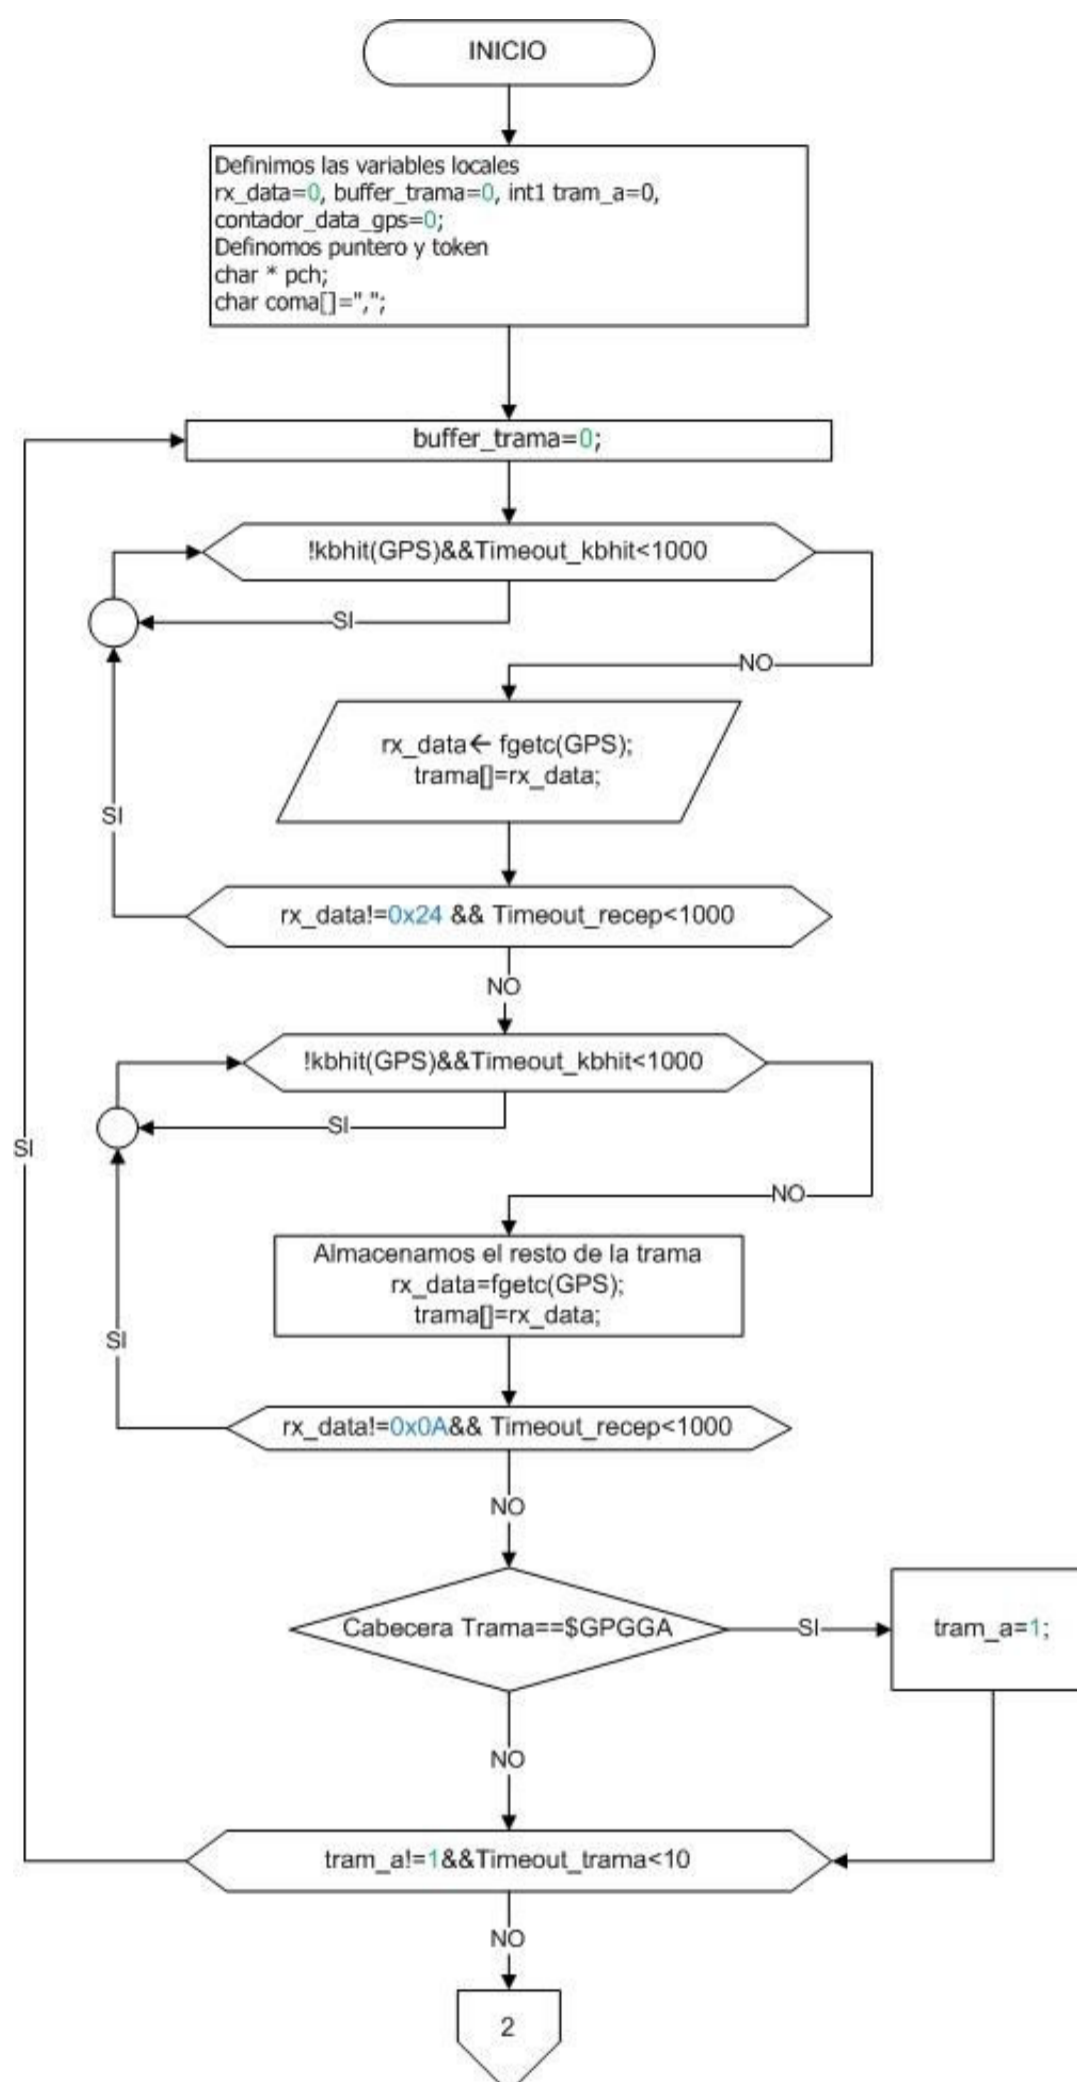 INICIO
Definimos las variables locales
rx_data=0, buffer_trama=0, int1 tram_a=0,
contador_data_gps=0;
Definomos puntero y token
char * pch;
char coma[]=",";
buffer_trama=0;
!kbhit(GPS)&&Timeout_kbhit<1000
SI
NO
rx_data← fgetc(GPS);
trama[]=rx_data;
SI
rx_data!=0x24 && Timeout_recep<1000
NO
!kbhit(GPS)&&Timeout_kbhit<1000
SI
SI
NO
Almacenamos el resto de la trama
rx_data=fgetc(GPS);
trama[]=rx_data;
SI
rx_data!=0x0A&& Timeout_recep<1000
NO
Cabecera Trama==$GPGGA
SI
tram_a=1;
NO
tram_a!=1&&Timeout_trama<10
NO
2